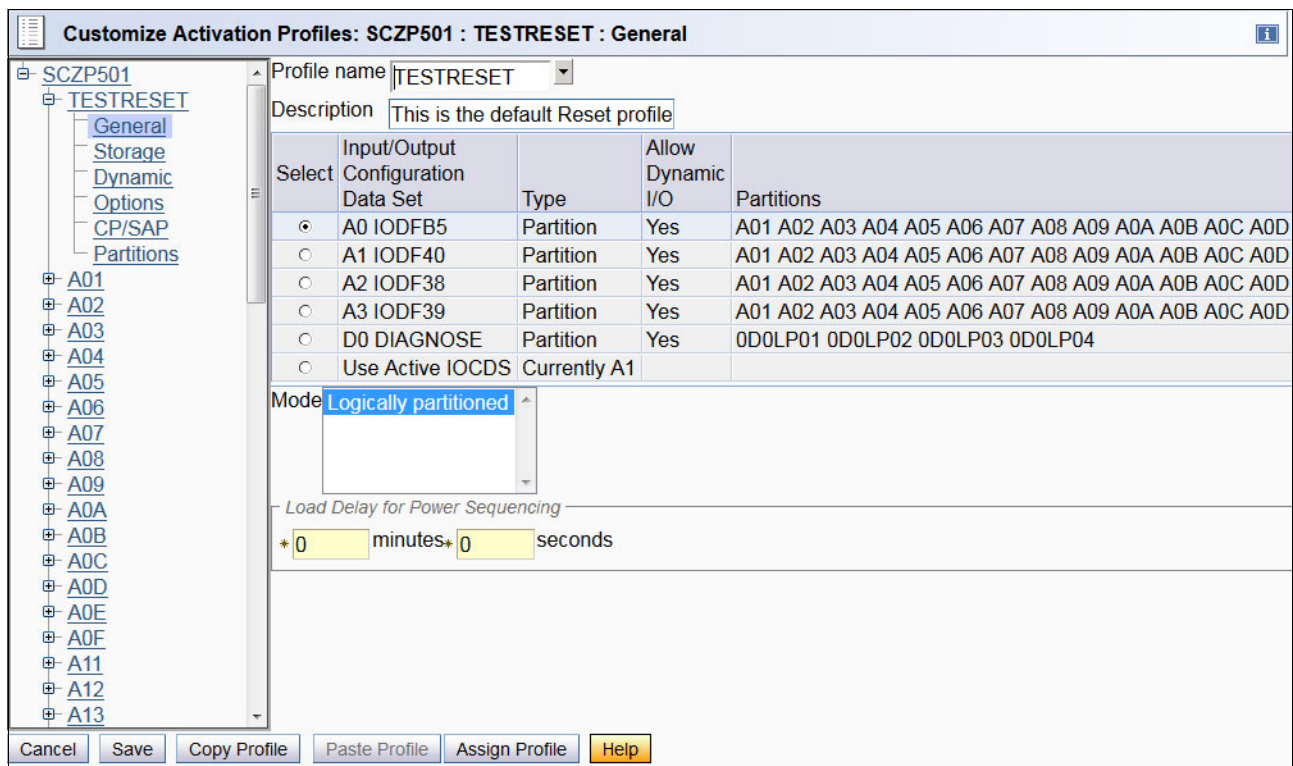 Customize Activation Profiles: SCZP501 : TESTRESET : General
SCZP501
TESTRESET
General
Storage
Dynamic
Options
CP/SAP
Partitions
A01
A02
A03
A04
A05
A06
A07
A08
A09
A0A
A0B
A0C
A0D
A0E
A0F
A11
A12
A13
Profile name TESTRESET
Description This is the default Reset profile
Select Input/Output Configuration Data Set Type Allow Dynamic I/O Partitions
A0 IODFB5 Partition Yes A01 A02 A03 A04 A05 A06 A07 A08 A09 A0A A0B A0C A0D
A1 IODF40 Partition Yes A01 A02 A03 A04 A05 A06 A07 A08 A09 A0A A0B A0C A0D
A2 IODF38 Partition Yes A01 A02 A03 A04 A05 A06 A07 A08 A09 A0A A0B A0C A0D
A3 IODF39 Partition Yes A01 A02 A03 A04 A05 A06 A07 A08 A09 A0A A0B A0C A0D
D0 DIAGNOSE Partition Yes 0D0LP01 0D0LP02 0D0LP03 0D0LP04
Use Active IOCDS Currently A1
Mode Logically partitioned
Load Delay for Power Sequencing
* 0 minutes * 0 seconds
Cancel Save Copy Profile Paste Profile Assign Profile Help